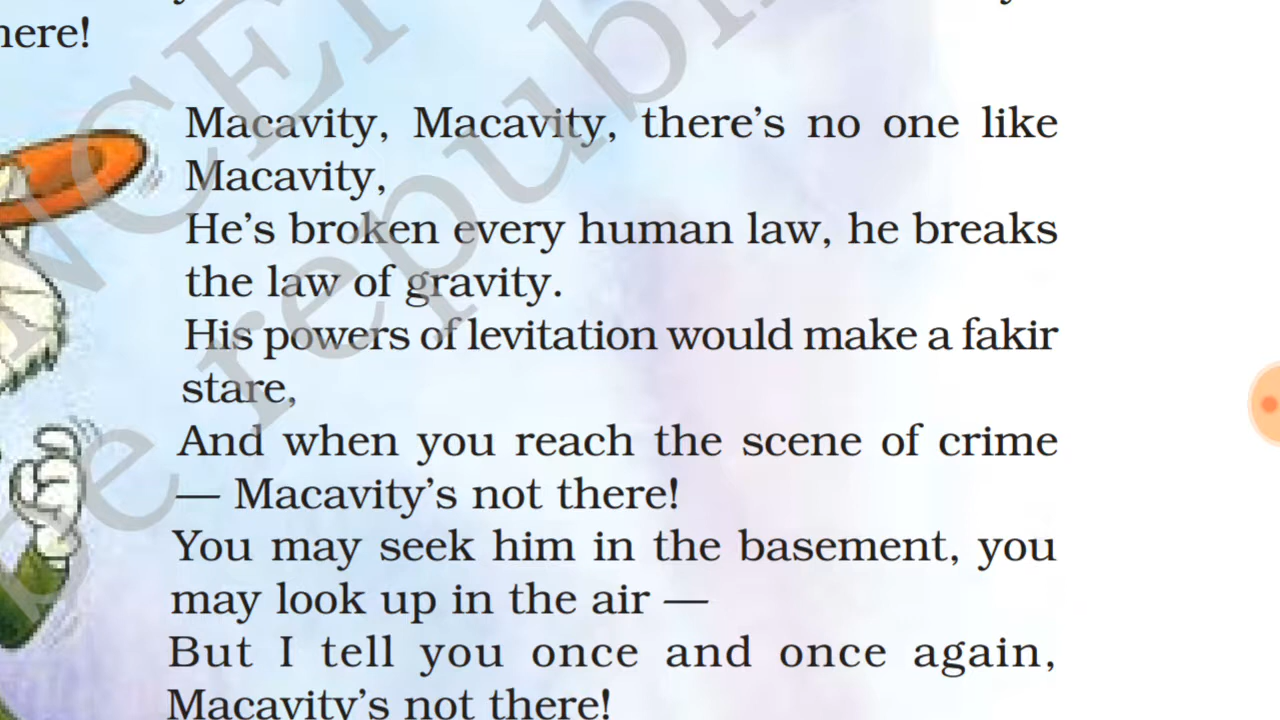 here!
Macavity, Macavity, there's no one like
Macavity,
He's broken every human law, he breaks
the law of gravity.
His powers of levitation would make a fakir
stare,
And when you reach the scene of crime
— Macavity's not there!
You may seek him in the basement, you
may look up in the air —
But I tell you once and once again,
Macavity's not there!
NCER
be republi